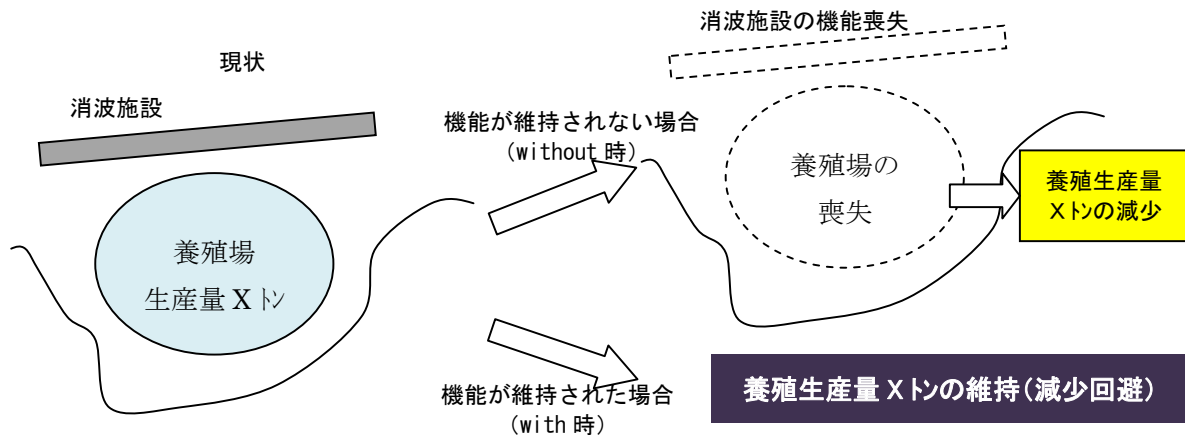 現状
消波施設
養殖場
生産量 X トン
機能が維持されない場合
（without 時）
消波施設の機能喪失
養殖場の
喪失
養殖生産量
X トンの減少
機能が維持された場合
（with 時）
養殖生産量 X トンの維持（減少回避）